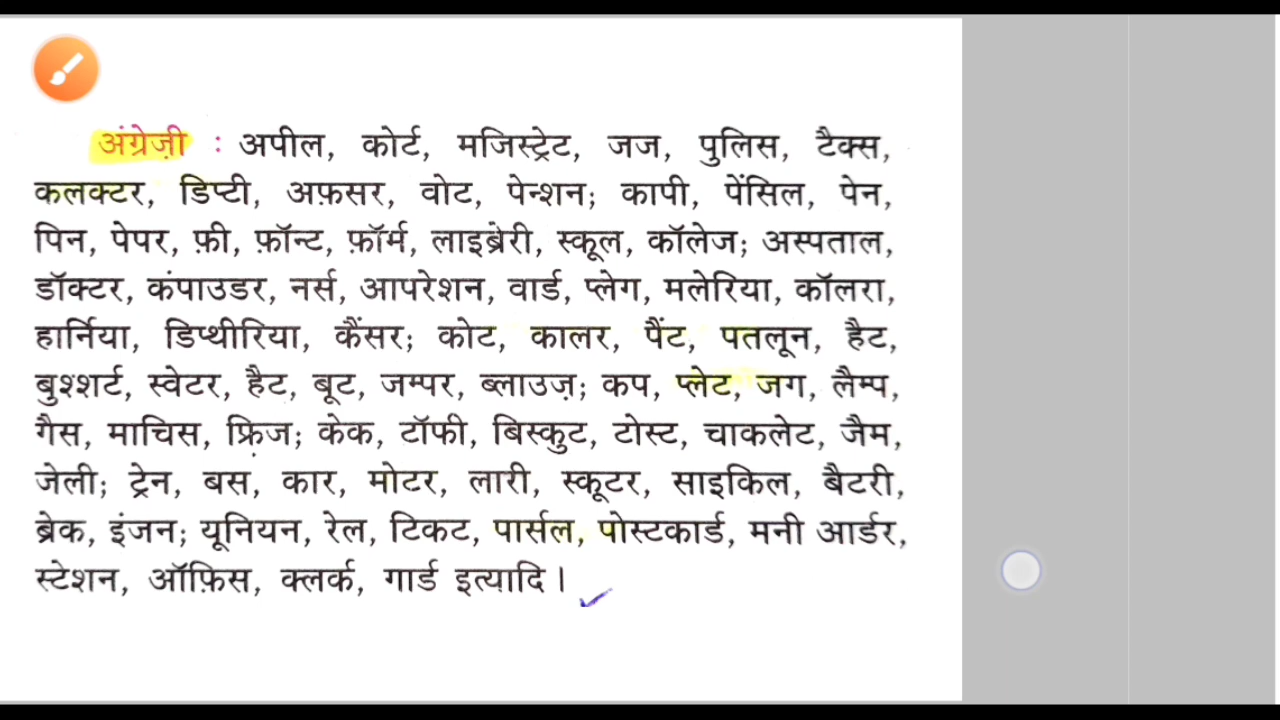 अंग्रेज़ी : अपील, कोर्ट, मजिस्ट्रेट, जज, पुलिस, टैक्स,
कलक्टर, डिप्टी, अफ़सर, वोट, पेन्शन; कापी, पेंसिल, पेन,
पिन, पेपर, फ़ी, फ़ॉन्ट, फ़ॉर्म, लाइब्रेरी, स्कूल, कॉलेज; अस्पताल,
डॉक्टर, कंपाउडर, नर्स, आपरेशन, वार्ड, प्लेग, मलेरिया, कॉलरा,
हार्निया, डिप्थीरिया, कैंसर; कोट, कालर, पैंट, पतलून, हैट,
बुश्शर्ट, स्वेटर, हैट, बूट, जम्पर, ब्लाउज़; कप, प्लेट, जग, लैम्प,
गैस, माचिस, फ्रिज; केक, टॉफी, बिस्कुट, टोस्ट, चाकलेट, जैम,
जेली; ट्रेन, बस, कार, मोटर, लारी, स्कूटर, साइकिल, बैटरी,
ब्रेक, इंजन; यूनियन, रेल, टिकट, पार्सल, पोस्टकार्ड, मनी आर्डर,
स्टेशन, ऑफ़िस, क्लर्क, गार्ड इत्यादि।